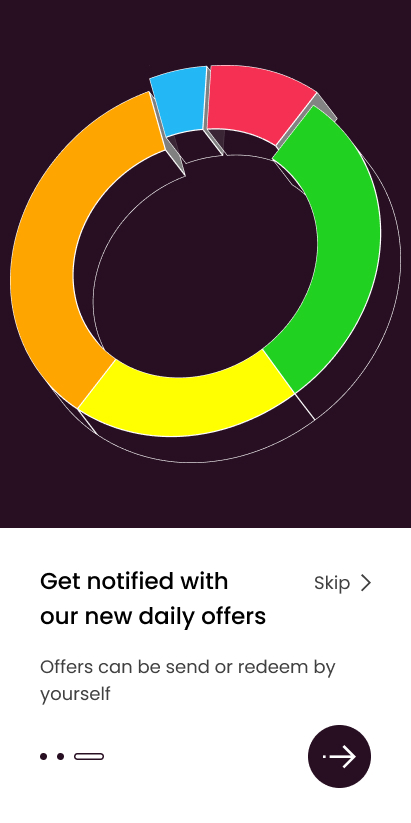 Get notified with
our new daily offers
Skip
Offers can be send or redeem by
yourself